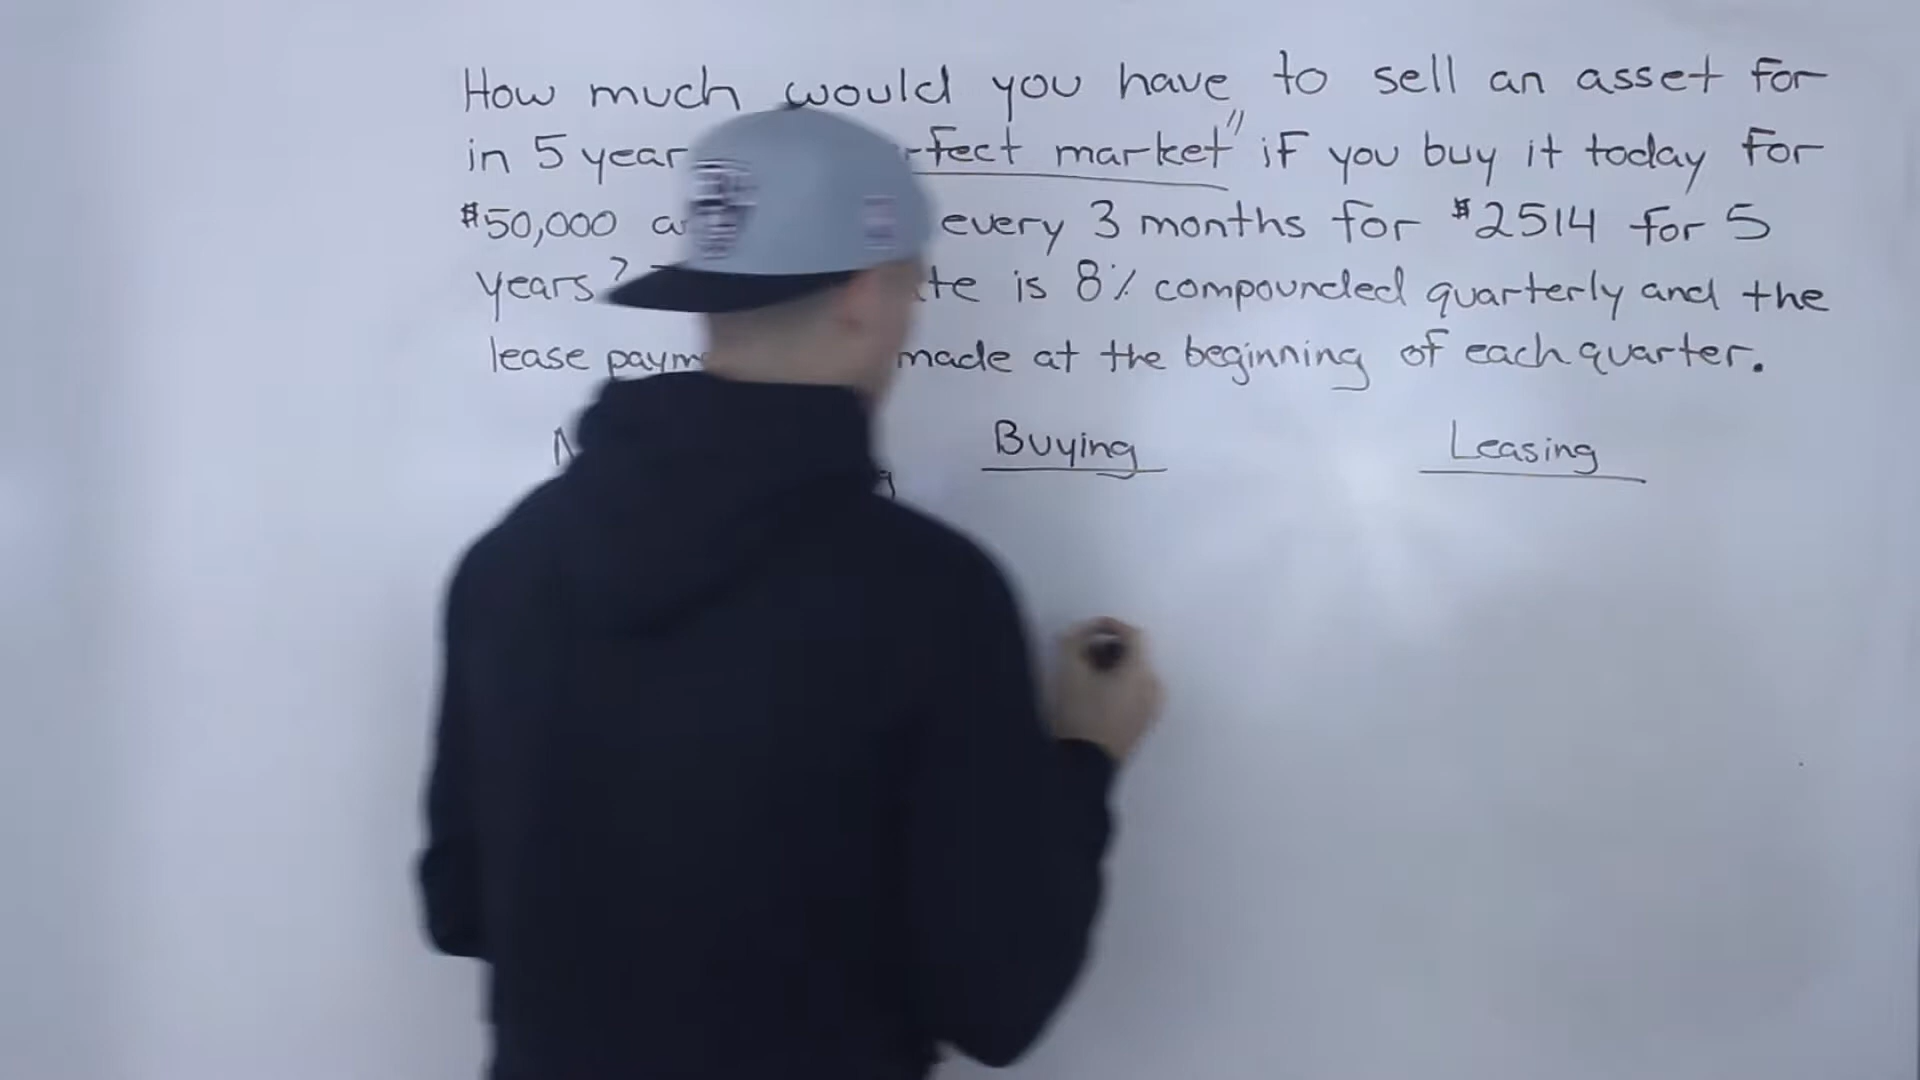 How much would you have to sell an asset for
in 5 year fect market" if you buy it today for
$50,000 every 3 months for $2514 for 5
years? te is 8% compounded quarterly and the
lease paym made at the beginning of each quarter.
Buying Leasing